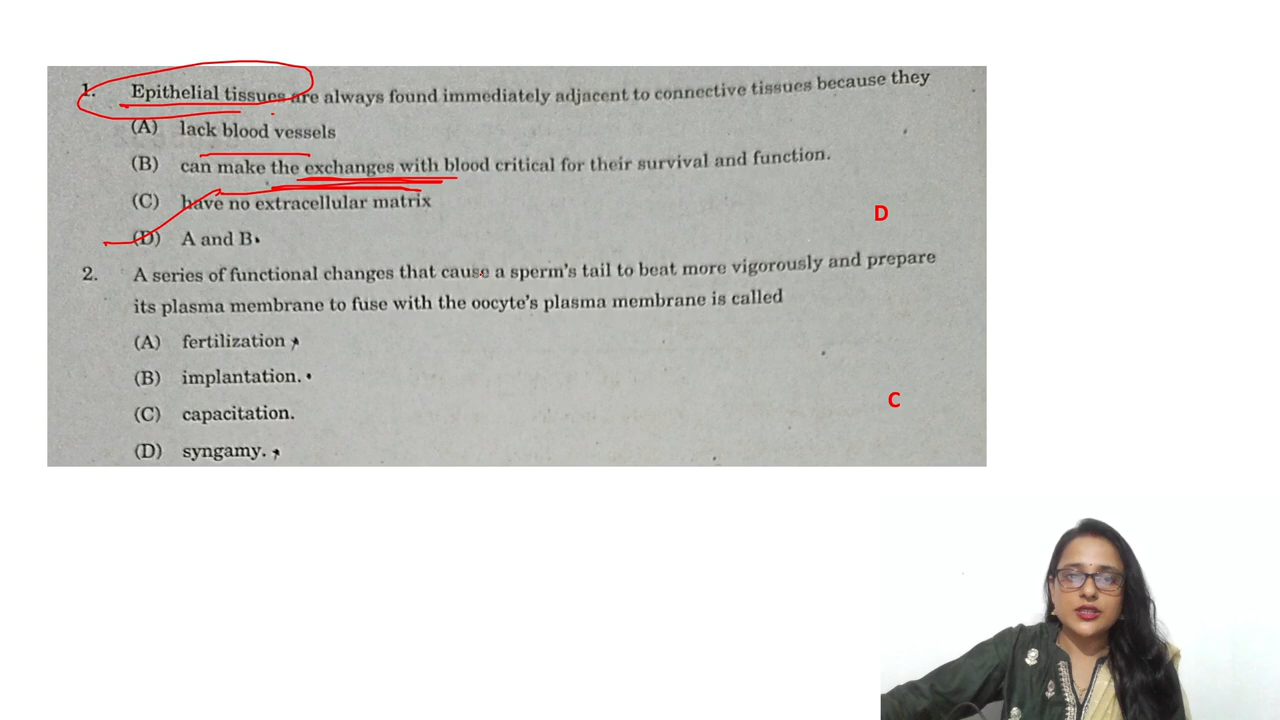 1. Epithelial tissues are always found immediately adjacent to connective tissues because they
(A) lack blood vessels
(B) can make the exchanges with blood critical for their survival and function.
(C) have no extracellular matrix
(D) A and B.
D
2. A series of functional changes that cause a sperm's tail to beat more vigorously and prepare
its plasma membrane to fuse with the oocyte's plasma membrane is called
(A) fertilization
(B) implantation.
(C) capacitation.
C
(D) syngamy.